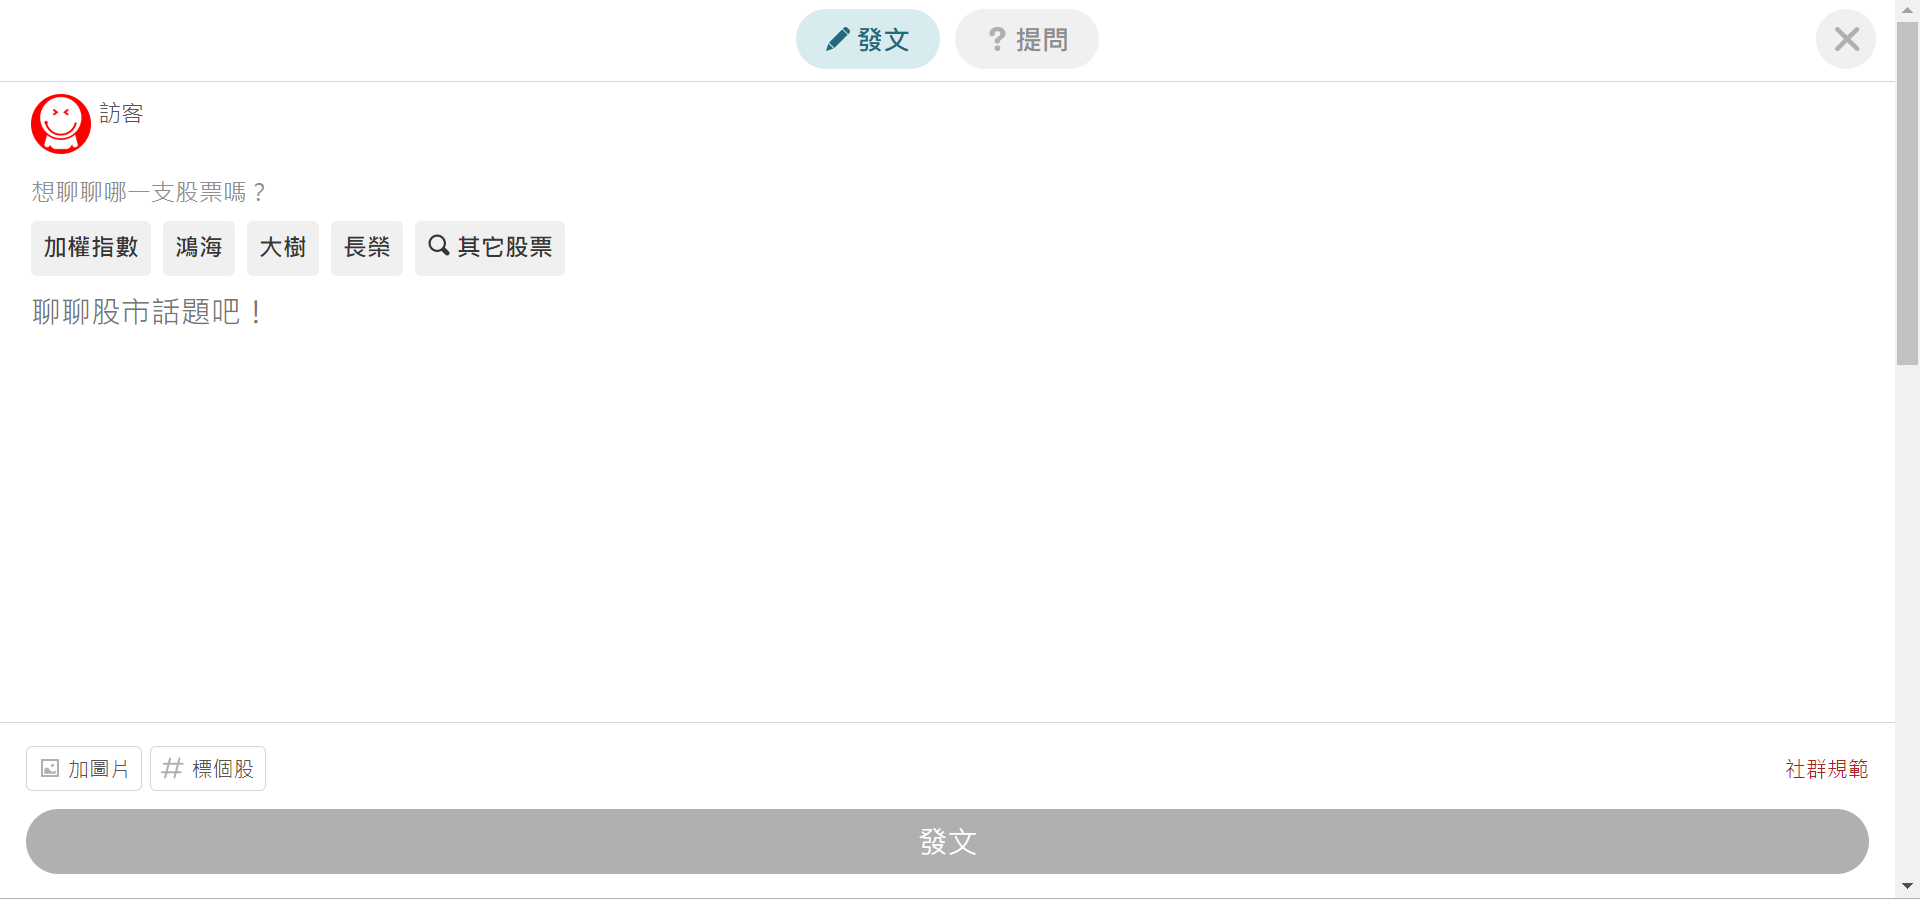 發文
提問
訪客
想聊聊哪一支股票嗎？
加權指數 鴻海 大樹 長榮 其它股票
聊聊股市話題吧！
加圖片 標個股 社群規範
發文